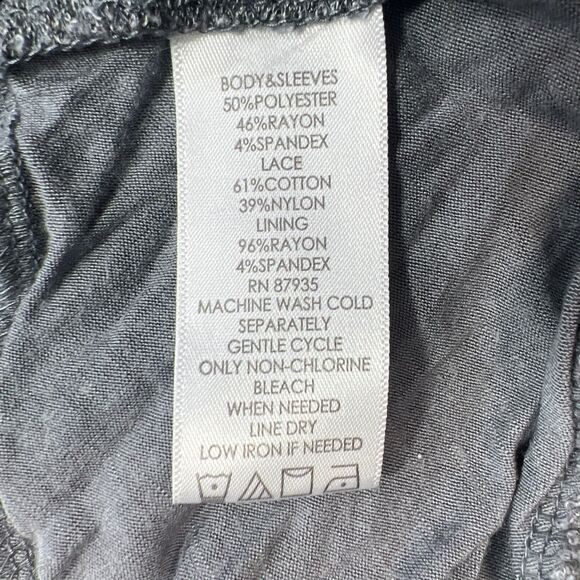 BODY&SLEEVES
50%POLYESTER
46%RAYON
4%SPANDEX
LACE
61%COTTON
39%NYLON
LINING
96%RAYON
4%SPANDEX
RN 87935
MACHINE WASH COLD
SEPARATELY
GENTLE CYCLE
ONLY NON-CHLORINE
BLEACH
WHEN NEEDED
LINE DRY
LOW IRON IF NEEDED